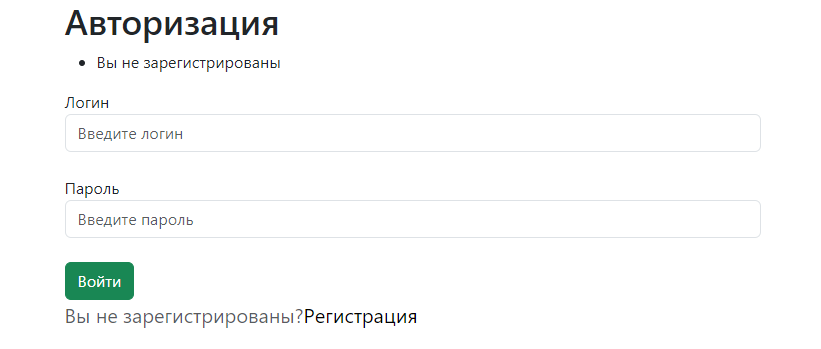 Авторизация
Вы не зарегистрированы
Логин
Введите логин
Пароль
Введите пароль
Войти
Вы не зарегистрированы?Регистрация